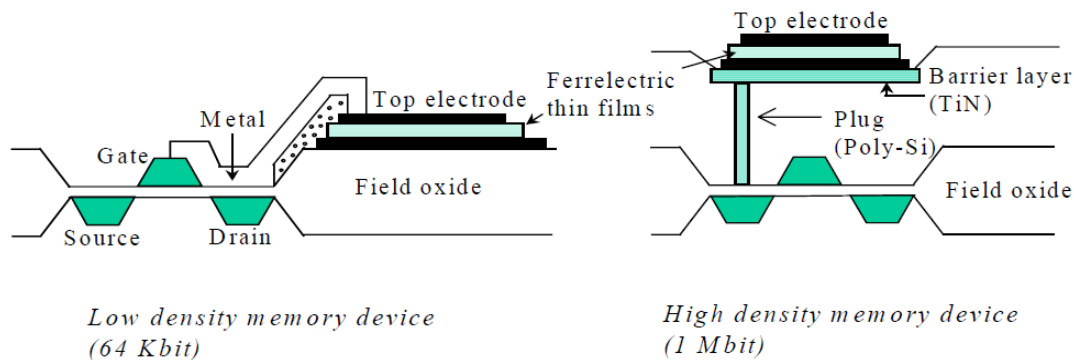 Metal
Gate
Source
Drain
Top electrode
Field oxide
Ferrelectric
thin films
Low density memory device
(64 Kbit)
Top electrode
Barrier layer
(TiN)
Plug
(Poly-Si)
Field oxide
High density memory device
(1 Mbit)